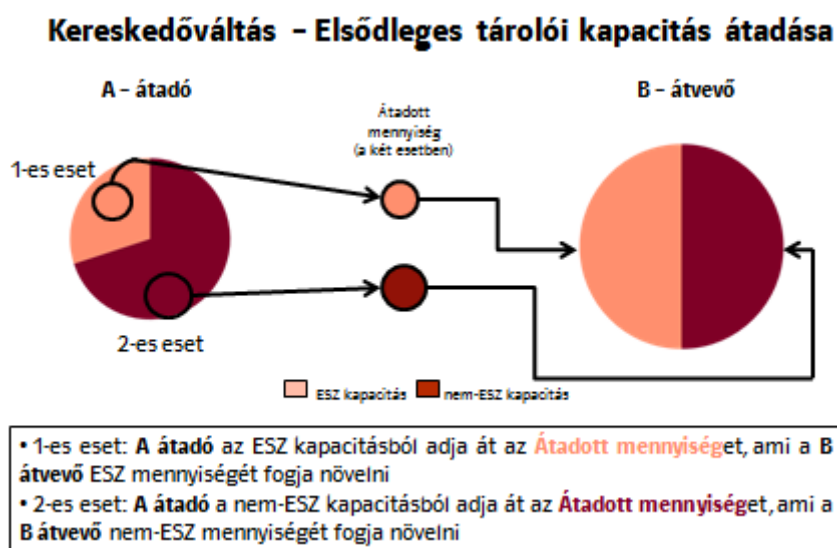 Kereskedőváltás – Elsődleges tárolói kapacitás átadása
A – átadó
Átadott
mennyiség
(a két esetben)
B – átvevő
1-es eset
2-es eset
ESZ kapacitás
nem-ESZ kapacitás
• 1-es eset: A átadó az ESZ kapacitásból adja át az Átadott mennyiséget, ami a B
átvevő ESZ mennyiségét fogja növelni
• 2-es eset: A átadó a nem-ESZ kapacitásból adja át az Átadott mennyiséget, ami a
B átvevő nem-ESZ mennyiségét fogja növelni